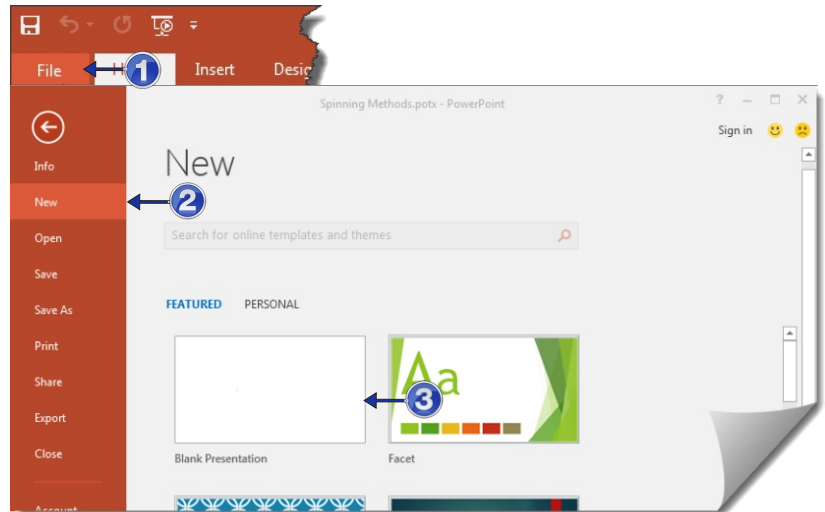 File
1
Insert
Spinning Methods.potx - PowerPoint
? – □ ×
Sign in
Info
New
New
2
Open
Search for online templates and themes
Save
Save As
FEATURED PERSONAL
Print
Share
Aa
3
Export
Close
Blank Presentation
Facet
Account